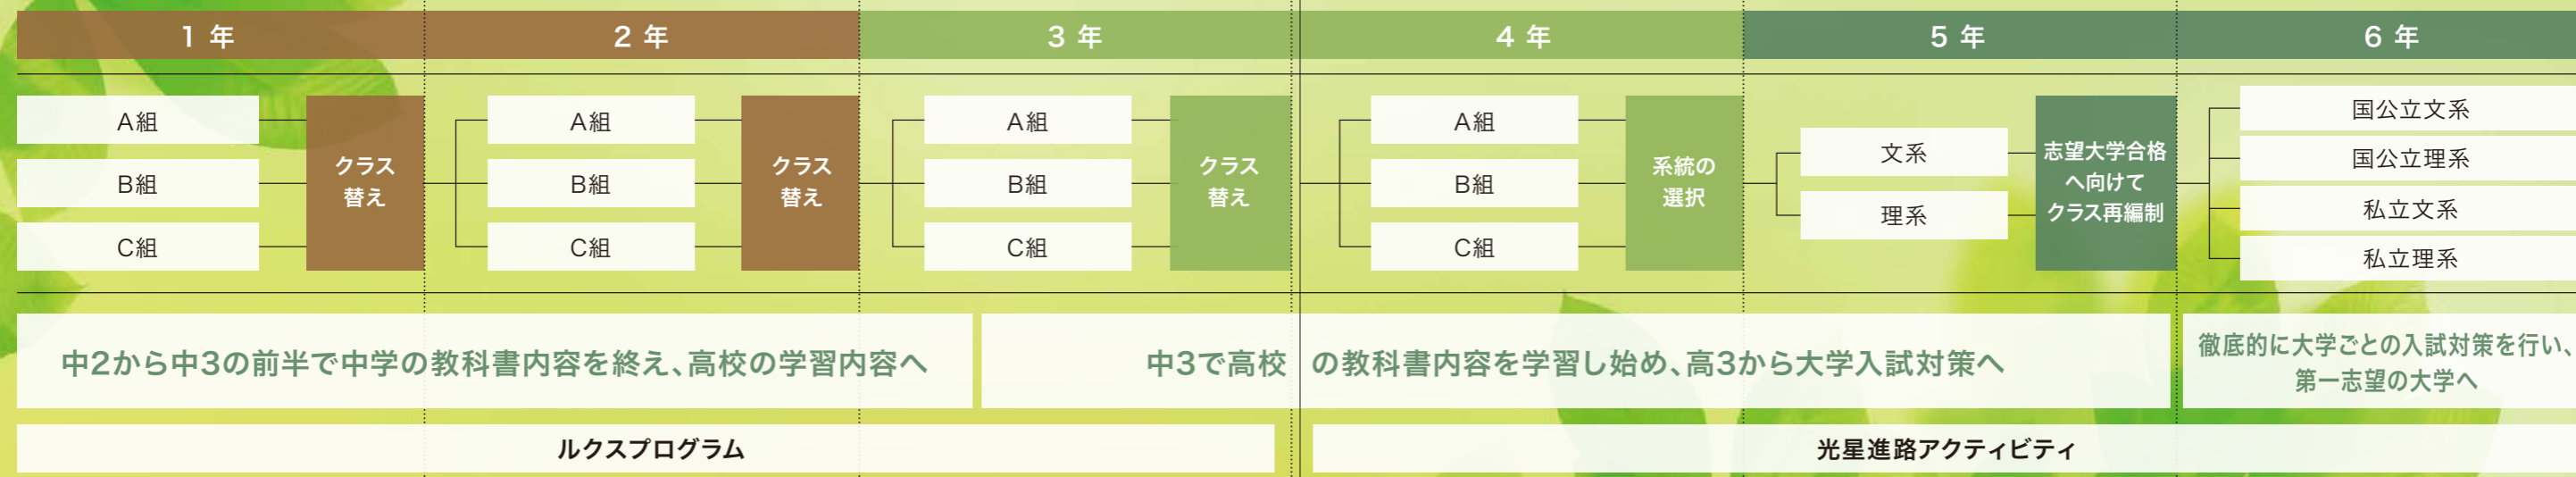 1 年
2 年
3 年
4 年
5 年
6 年
A組
B組
C組
クラス
替え
A組
B組
C組
クラス
替え
A組
B組
C組
クラス
替え
A組
B組
C組
系統の
選択
文系
理系
志望大学合格
へ向けて
クラス再編制
国公立文系
国公立理系
私立文系
私立理系
中2から中3の前半で中学の教科書内容を終え、高校の学習内容へ
中3で高校の教科書内容を学習し始め、高3から大学入試対策へ
徹底的に大学ごとの入試対策を行い、
第一志望の大学へ
ルクスプログラム
光星進路アクティビティ